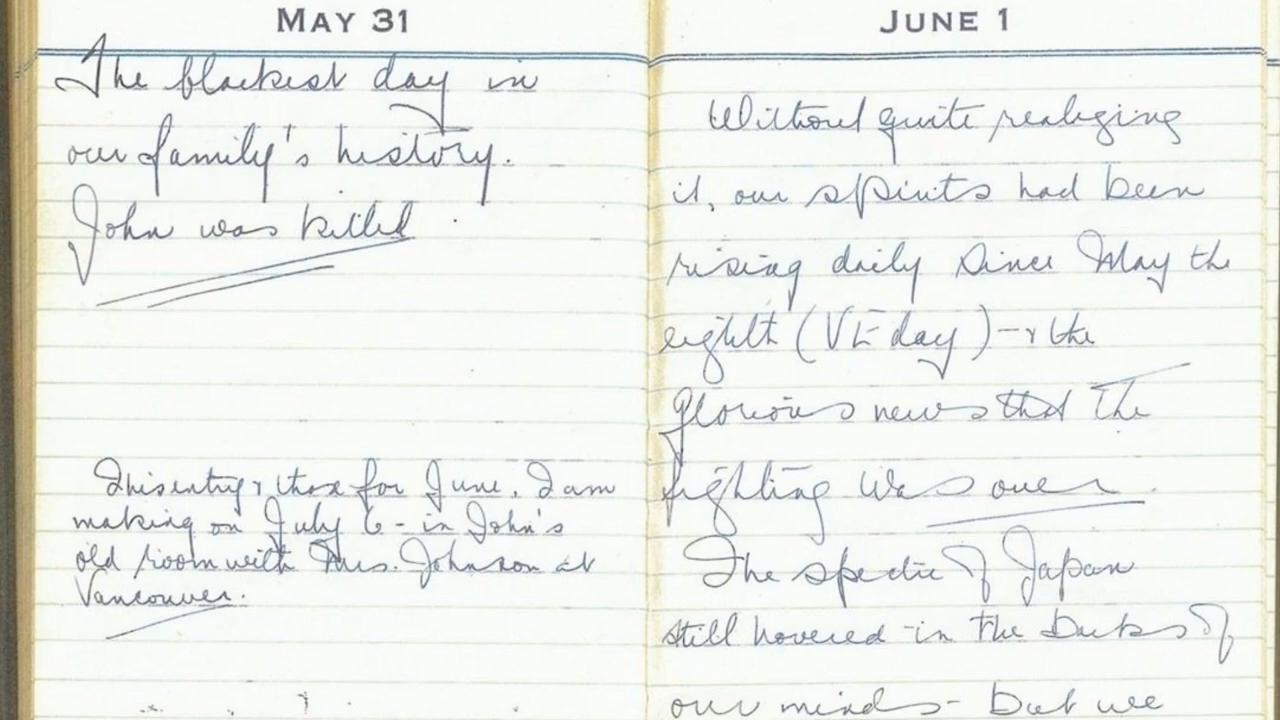 MAY 31
The blackest day in
our family's history.
John was killed.
This entry & those for June, I am
making on July 6 - in John's
old room with Mrs. Johnson at
Vancouver.
JUNE 1
Without quite realizing
it, our spirits had been
rising daily since May the
eighth (VE day) - & the
glorious news that the
fighting was over.
The spectre of Japan
still hovered in the backs of
our minds - but we